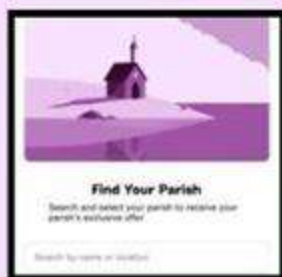 Find Your Parish
Search and select your parish to receive your
parish's exclusive offer
Search by name or location